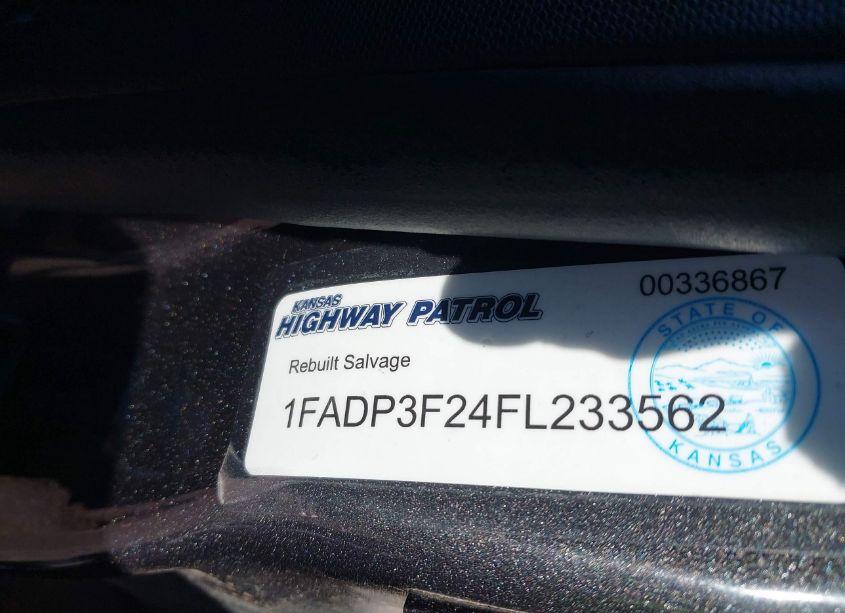 00336867
KANSAS
HIGHWAY PATROL
Rebuilt Salvage
1FADP3F24FL233562
STATE OF
KANSAS